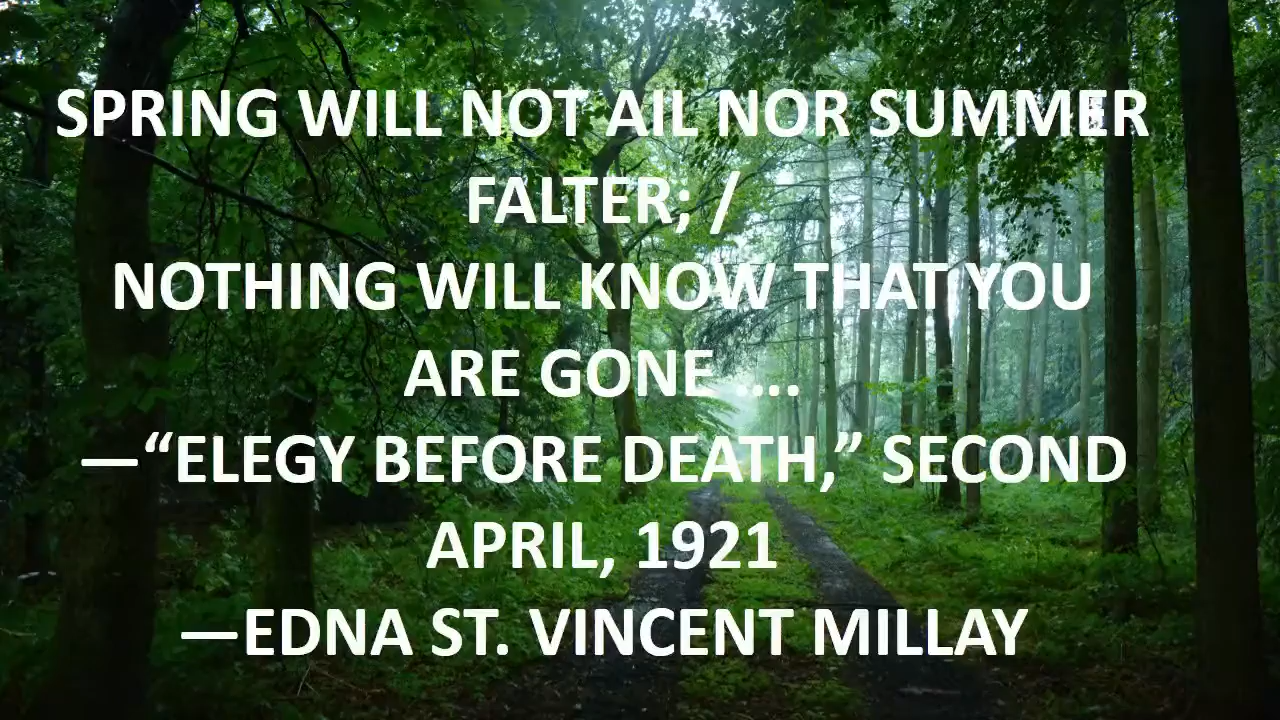 SPRING WILL NOT AIL NOR SUMMER
FALTER; /
NOTHING WILL KNOW THAT YOU
ARE GONE ....
—“ELEGY BEFORE DEATH,” SECOND
APRIL, 1921
—EDNA ST. VINCENT MILLAY